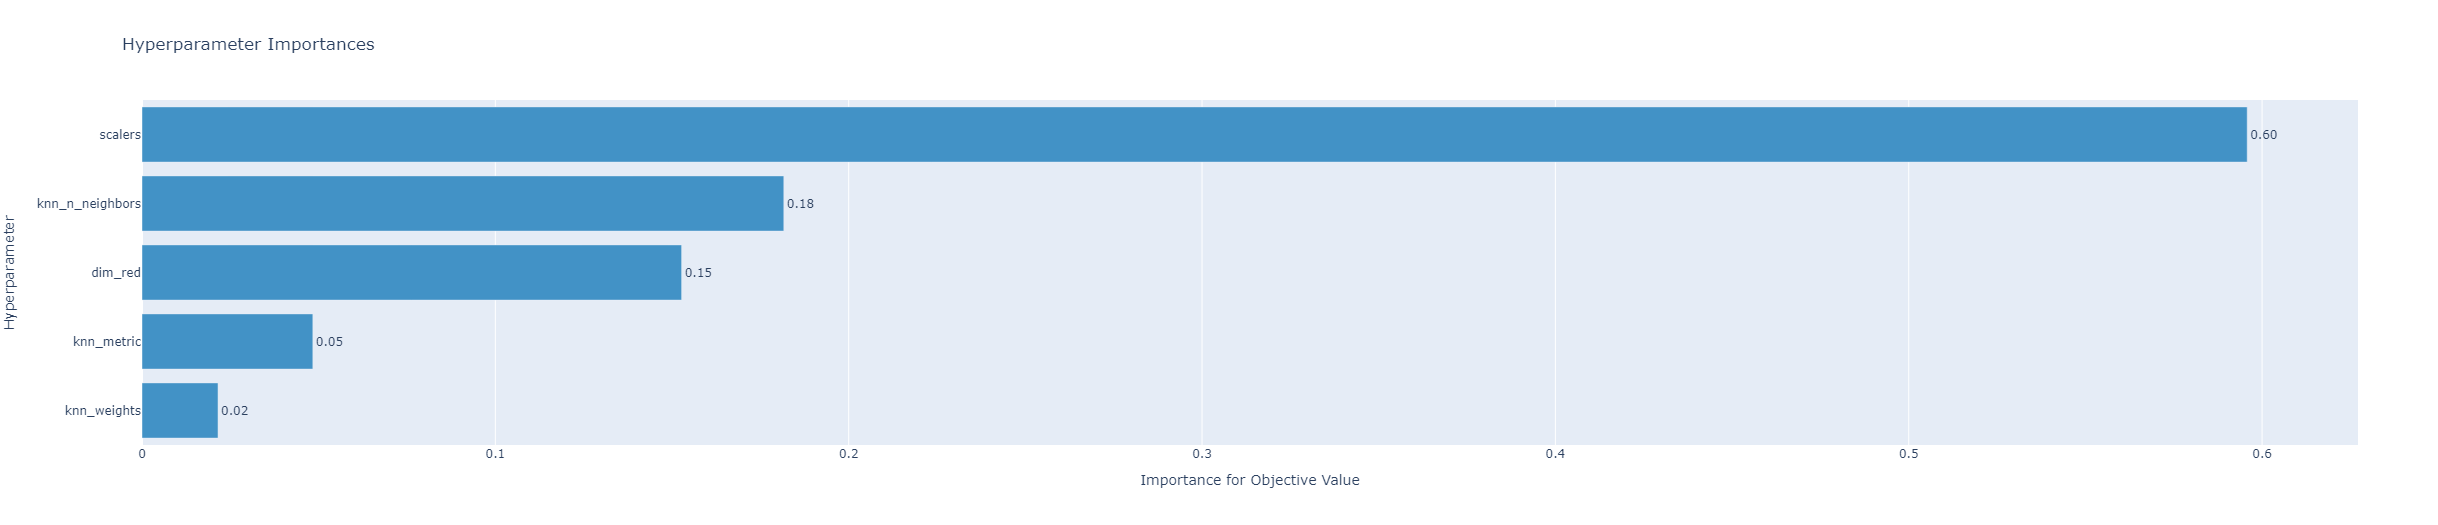 Hyperparameter Importances
scalers
0.60
knn_n_neighbors
0.18
dim_red
0.15
knn_metric
0.05
knn_weights
0.02
Hyperparameter
0
0.1
0.2
0.3
0.4
0.5
0.6
Importance for Objective Value